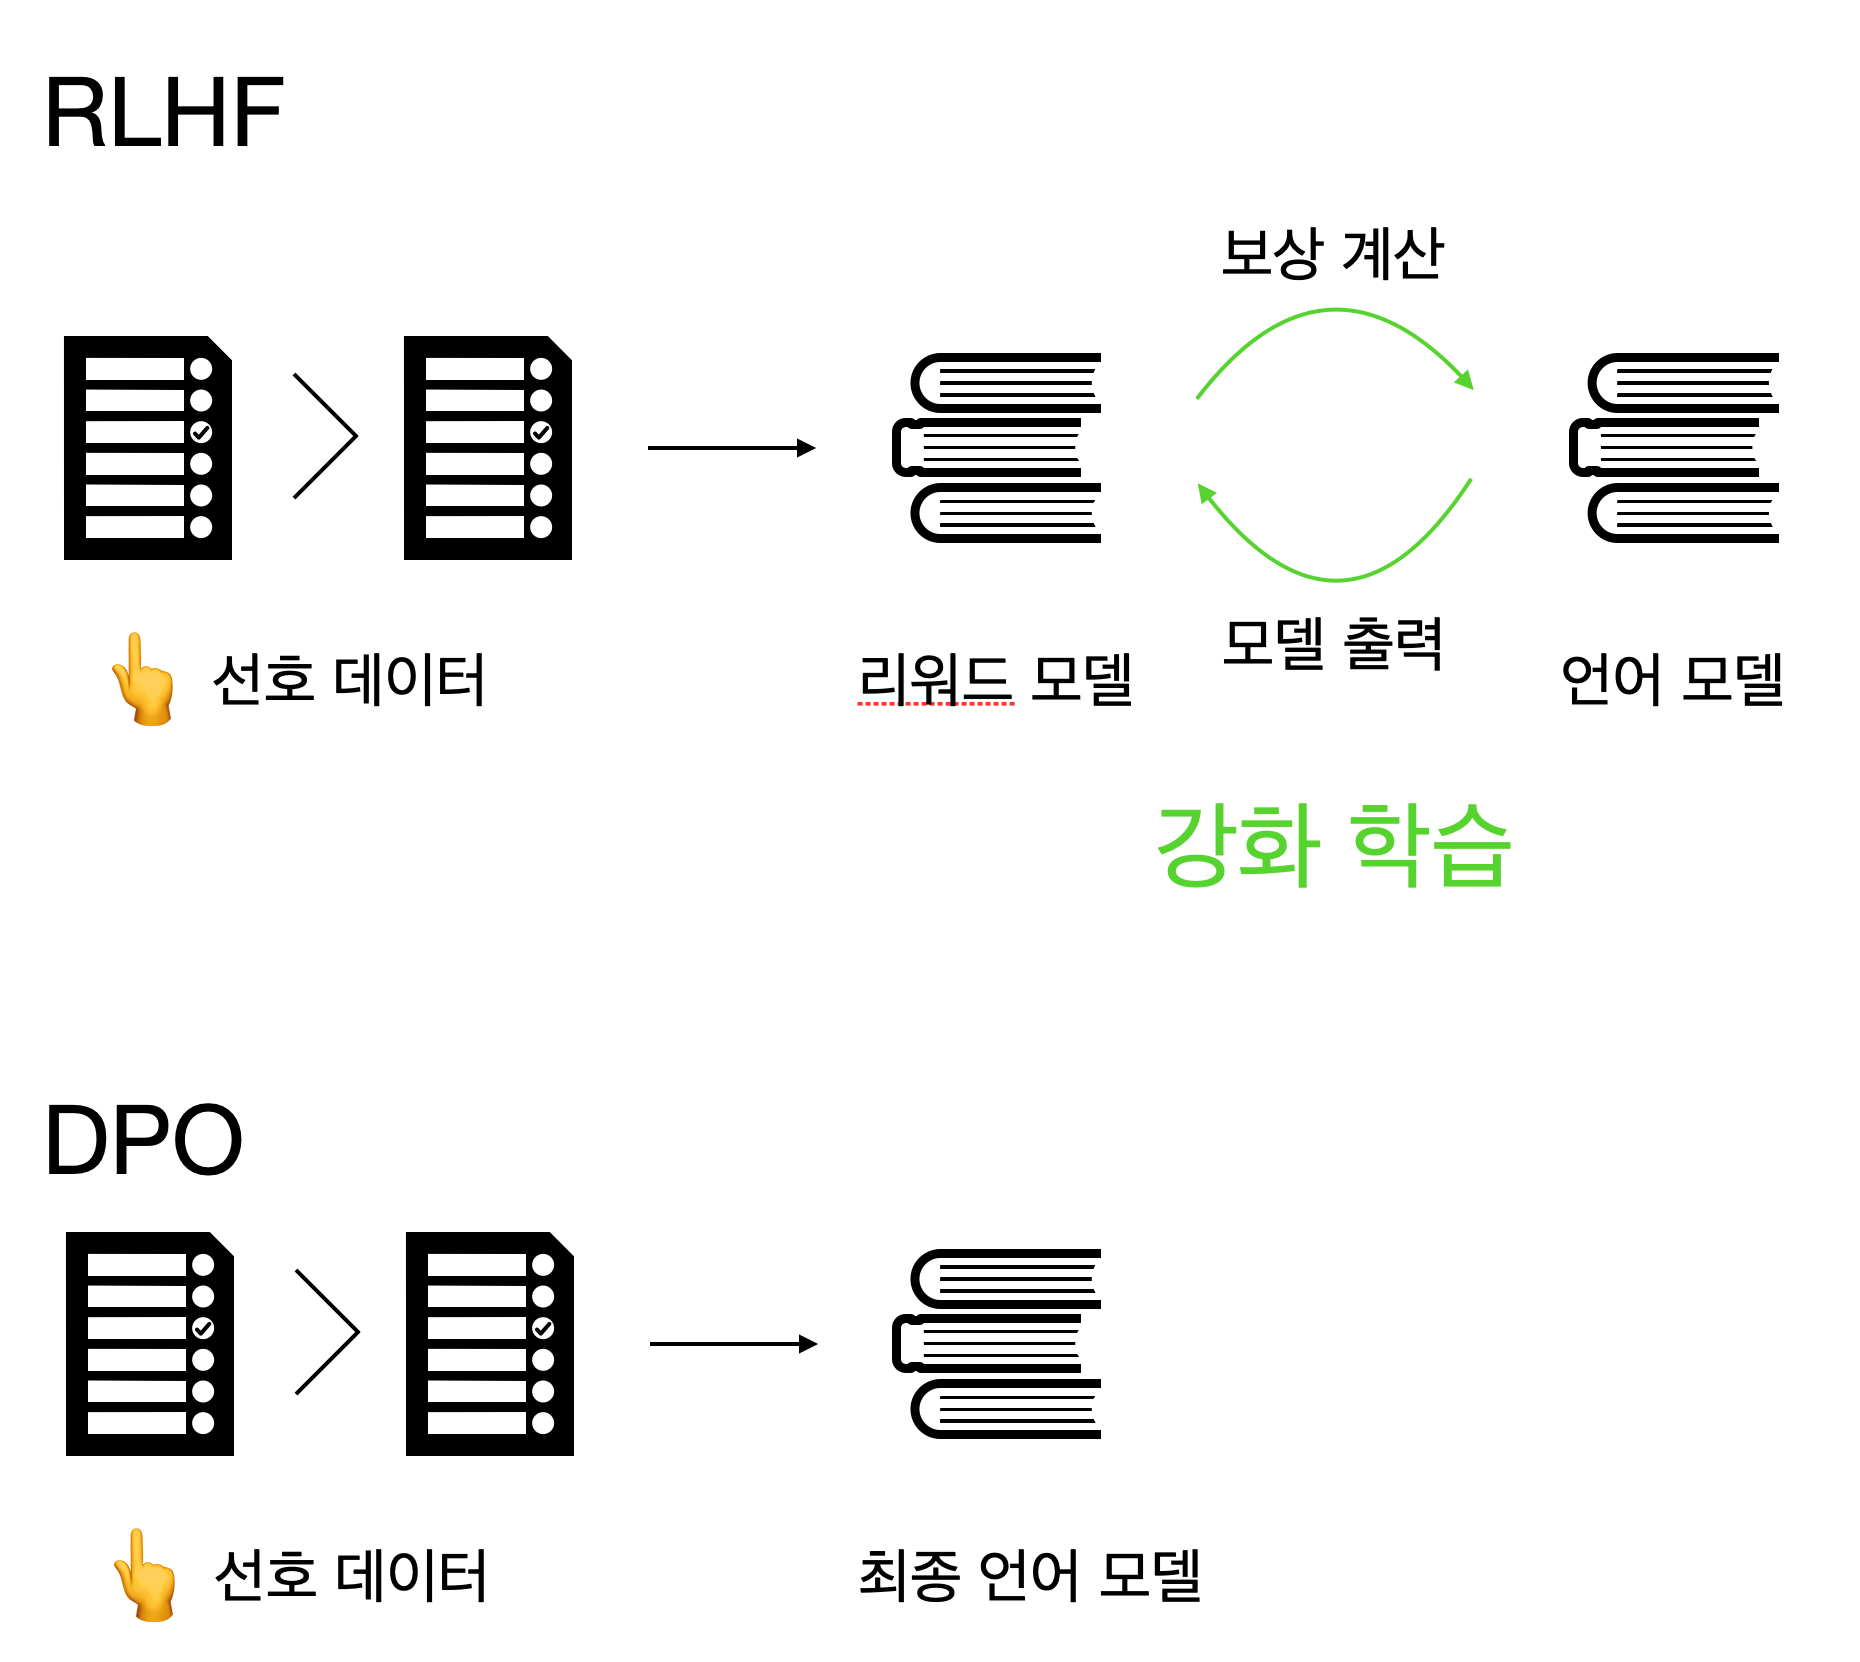 RLHF
보상 계산
👆 선호 데이터
리워드 모델
모델 출력
언어 모델
강화 학습
DPO
👆 선호 데이터
최종 언어 모델